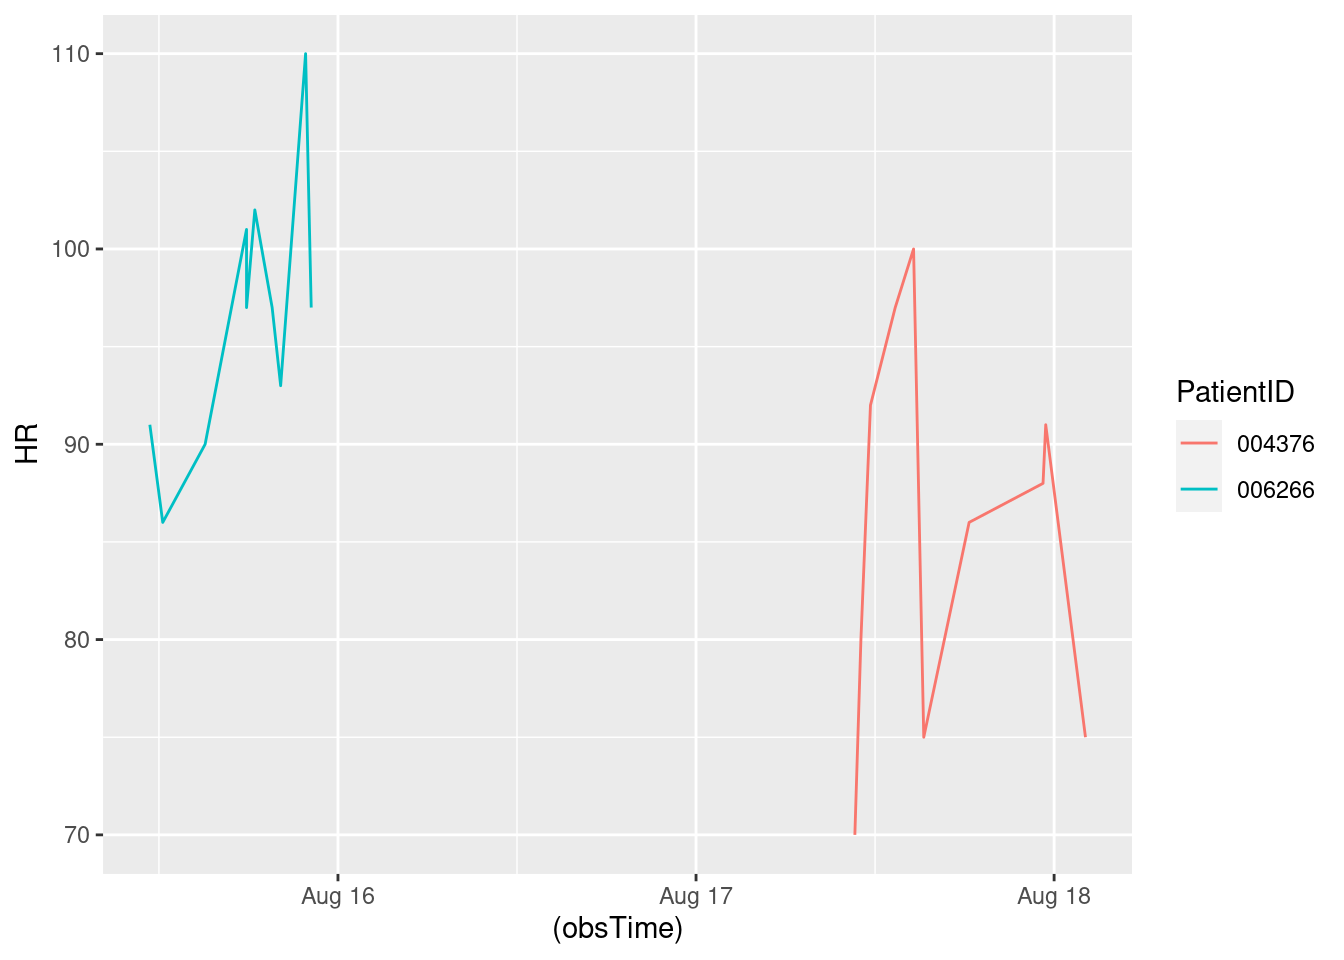 110
100
90
80
70
HR
Aug 16
Aug 17
Aug 18
(obsTime)
PatientID
004376
006266